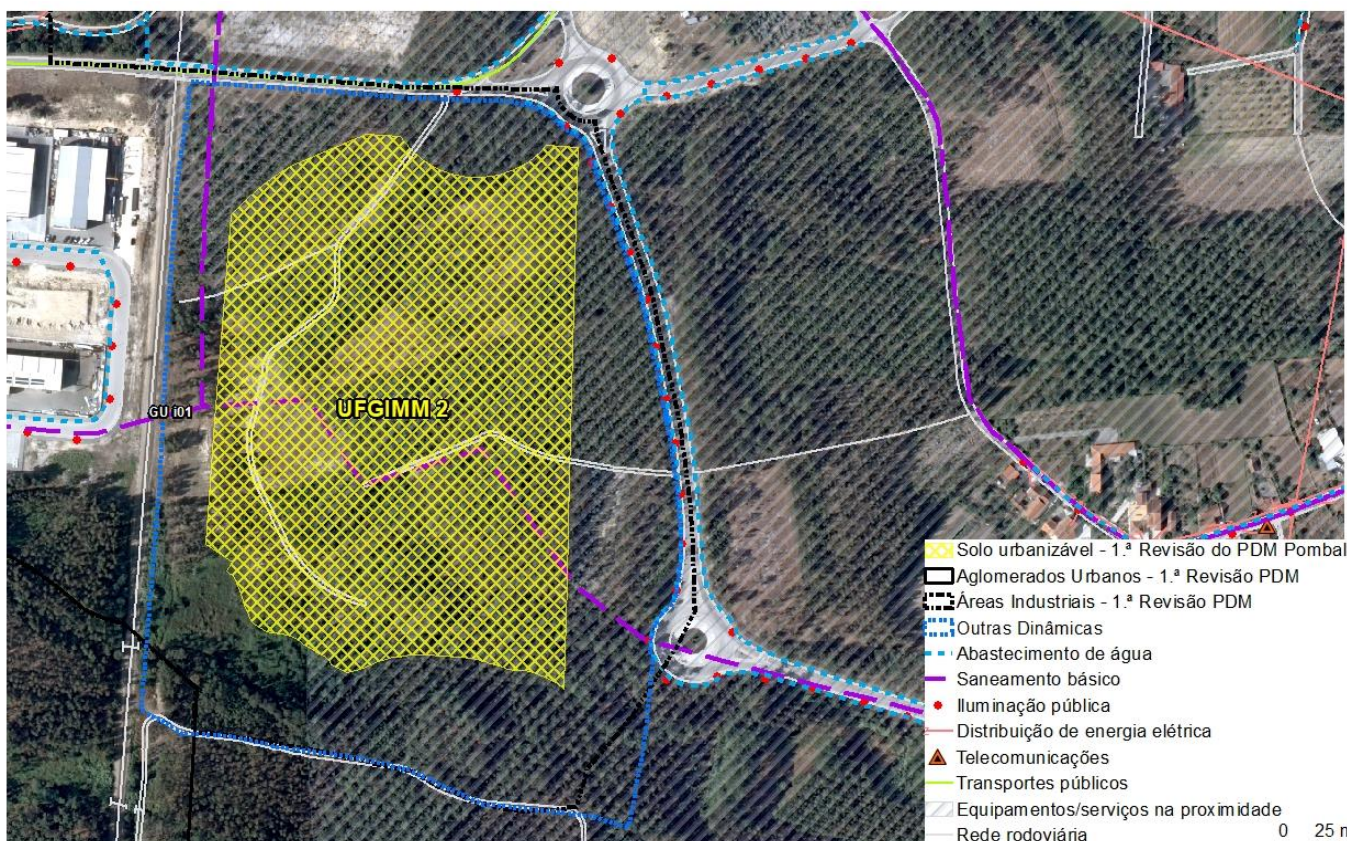 GU i01
UFGIMM 2
Solo urbanizável - 1.ª Revisão do PDM Pombal
Aglomerados Urbanos - 1.ª Revisão PDM
Áreas Industriais - 1.ª Revisão PDM
Outras Dinâmicas
Abastecimento de água
Saneamento básico
Iluminação pública
Distribuição de energia elétrica
Telecomunicações
Transportes públicos
Equipamentos/serviços na proximidade
Rede rodoviária
0 25 m